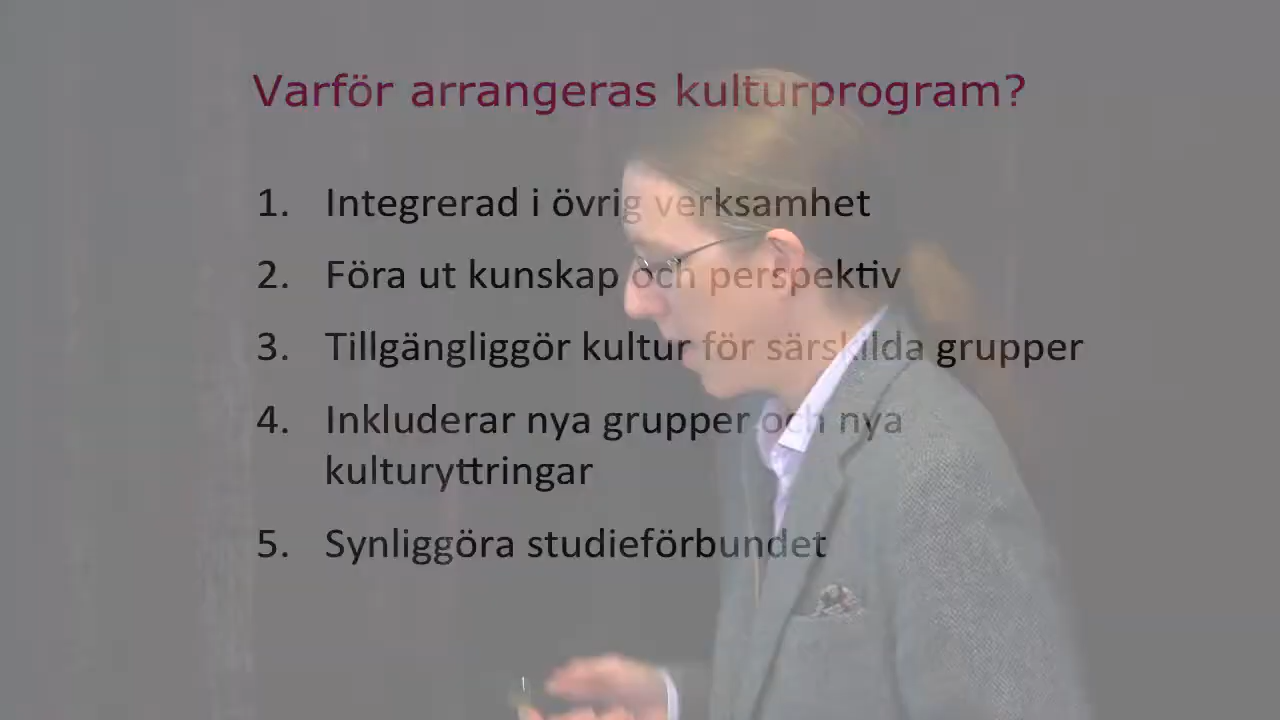 Varför arrangeras kulturprogram?
1. Integrerad i övrig verksamhet
2. Föra ut kunskap och perspektiv
3. Tillgängliggör kultur för särskilda grupper
4. Inkluderar nya grupper och nya
kulturyttringar
5. Synliggöra studieförbundet